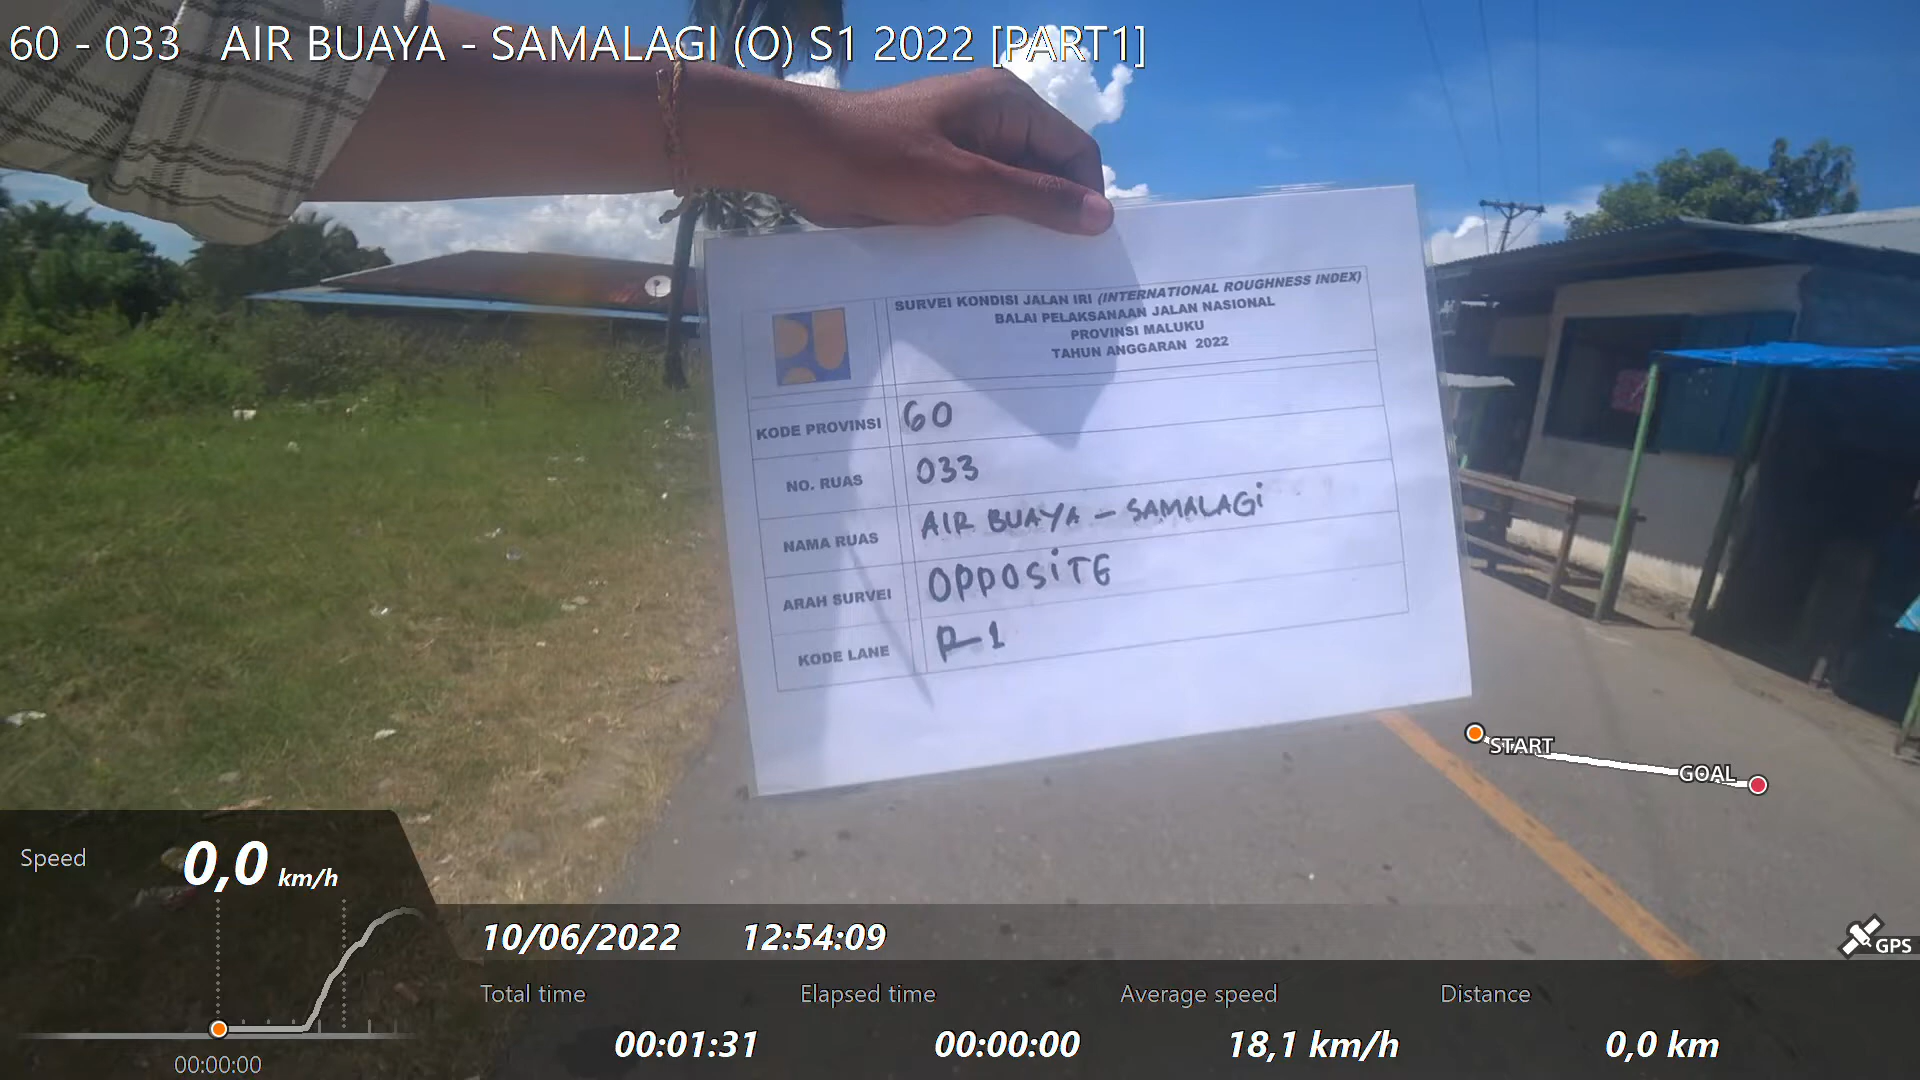 60 - 033 AIR BUAYA - SAMALAGI (O) S1 2022 [PART1]
SURVEI KONDISI JALAN IRI (INTERNATIONAL ROUGHNESS INDEX)
BALAI PELAKSANAAN JALAN NASIONAL
PROVINSI MALUKU
TAHUN ANGGARAN 2022
KODE PROVINSI 60
NO. RUAS 033
NAMA RUAS AIR BUAYA - SAMALAGi
ARAH SURVEI OPPOSiTE
KODE LANE R-1
START
GOAL
Speed 0,0 km/h
00:00:00
10/06/2022 12:54:09
GPS
Total time Elapsed time Average speed Distance
00:01:31 00:00:00 18,1 km/h 0,0 km